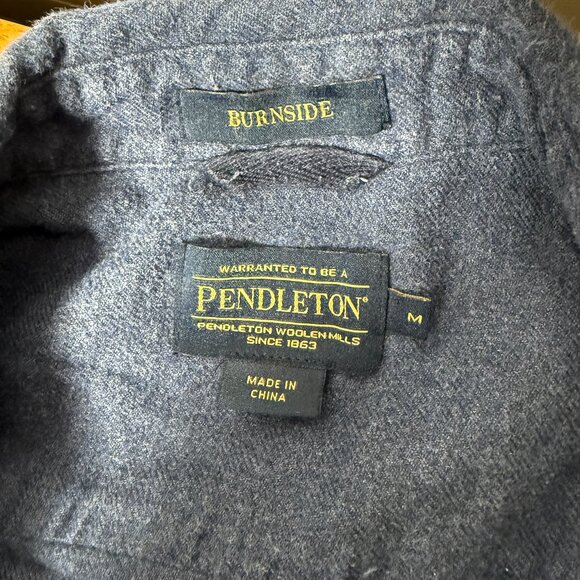 BURNSIDE
WARRANTED TO BE A
PENDLETON®
PENDLETON WOOLEN MILLS
SINCE 1863
M
MADE IN
CHINA